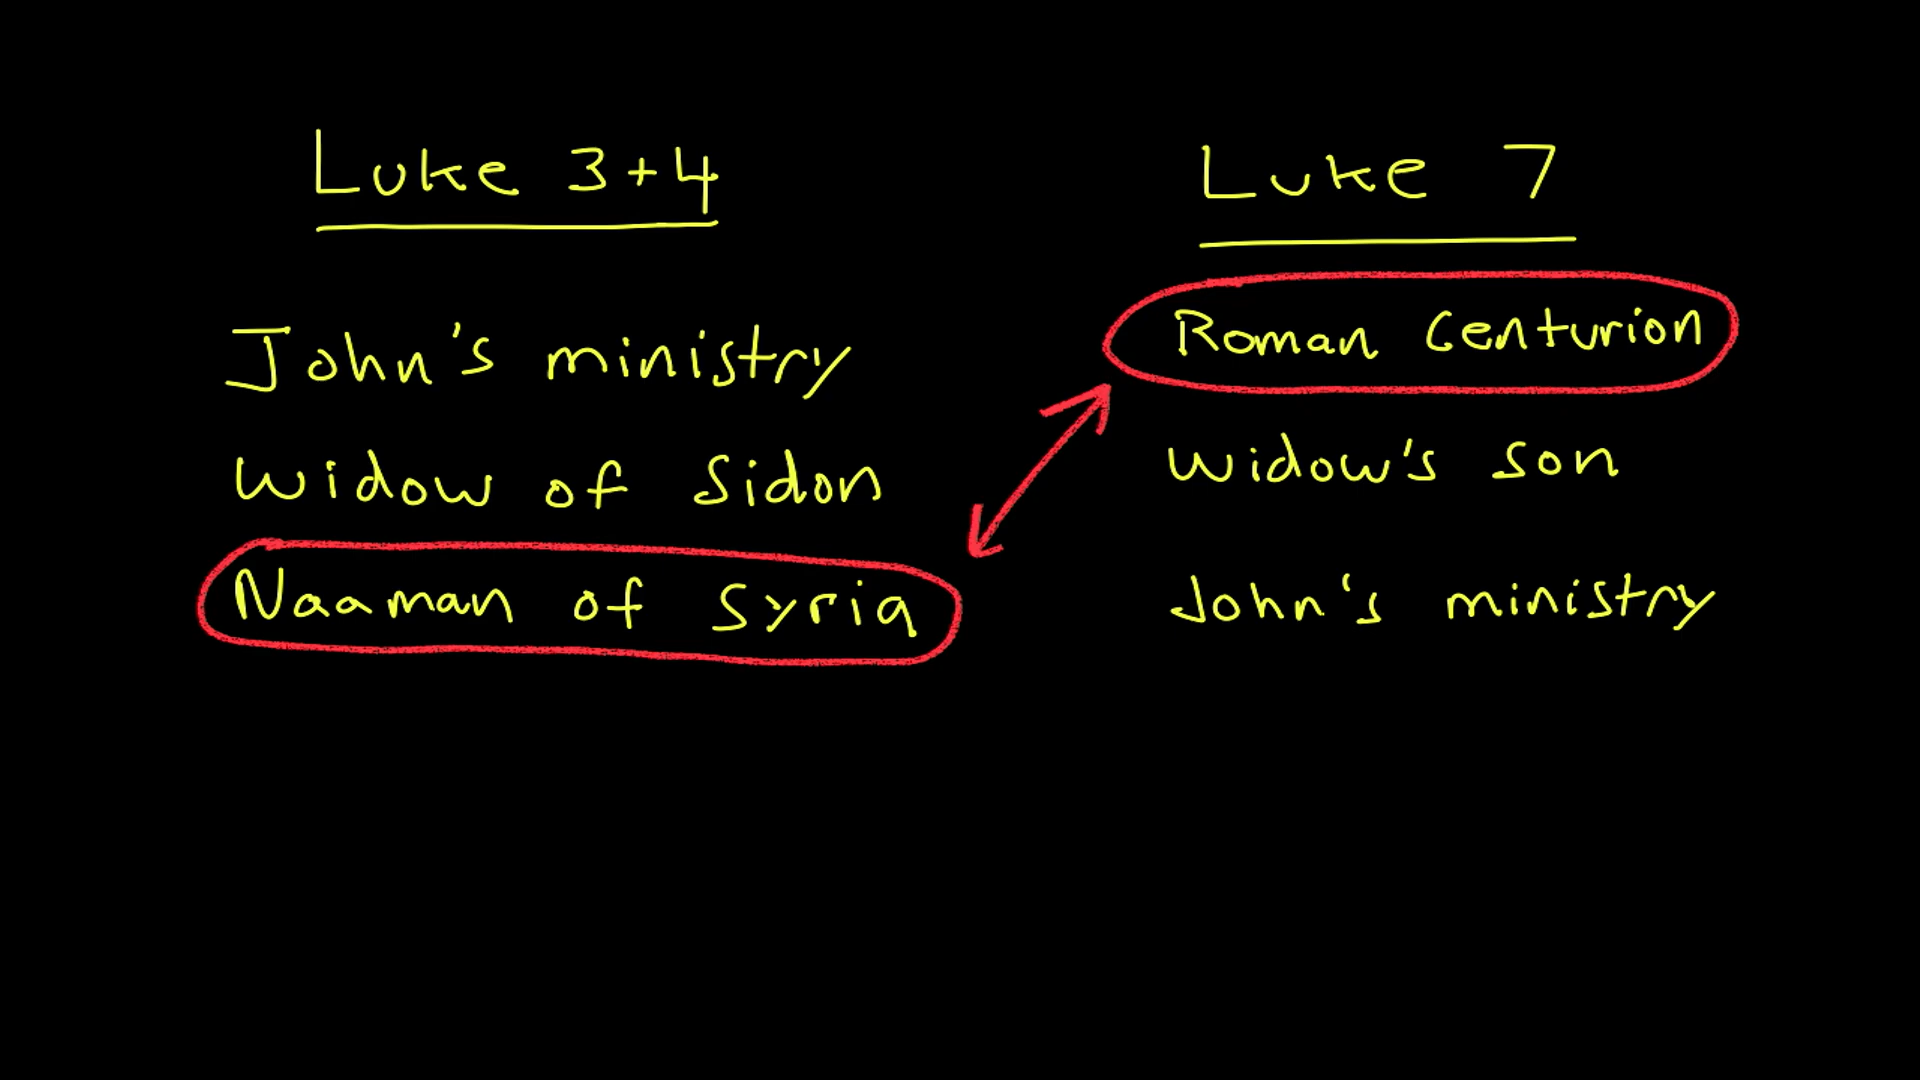 Luke 3+4
John's ministry
Widow of Sidon
Naaman of Syria
Luke 7
Roman Centurion
Widow's son
John's ministry